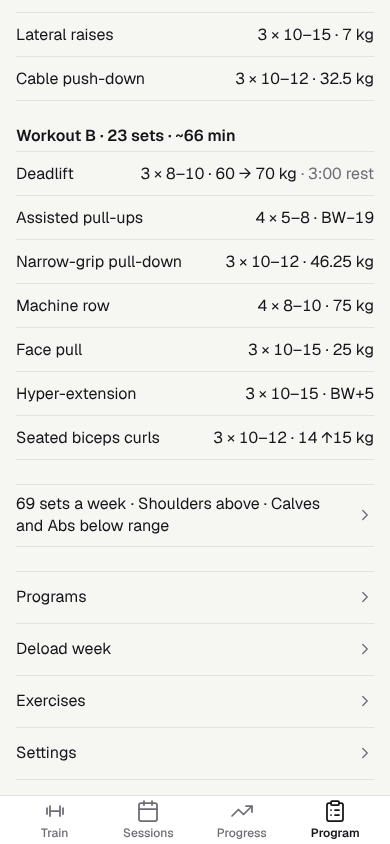 Lateral raises 3 × 10–15 · 7 kg
Cable push-down 3 × 10–12 · 32.5 kg
Workout B · 23 sets · ~66 min
Deadlift 3 × 8–10 · 60 → 70 kg · 3:00 rest
Assisted pull-ups 4 × 5–8 · BW−19
Narrow-grip pull-down 3 × 10–12 · 46.25 kg
Machine row 4 × 8–10 · 75 kg
Face pull 3 × 10–15 · 25 kg
Hyper-extension 3 × 10–15 · BW+5
Seated biceps curls 3 × 10–12 · 14 ↑15 kg
69 sets a week · Shoulders above · Calves
and Abs below range
Programs
Deload week
Exercises
Settings
Train Sessions Progress Program